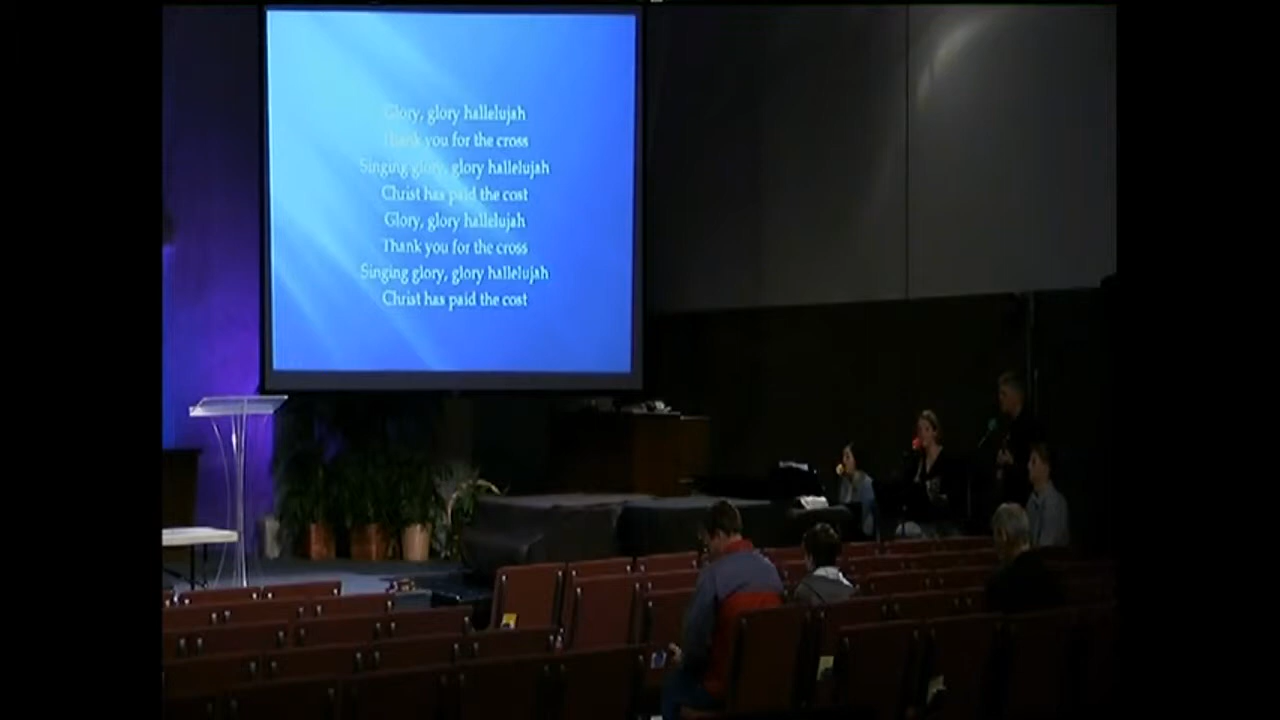 Glory, glory hallelujah
Thank you for the cross
Singing glory, glory hallelujah
Christ has paid the cost
Glory, glory hallelujah
Thank you for the cross
Singing glory, glory hallelujah
Christ has paid the cost